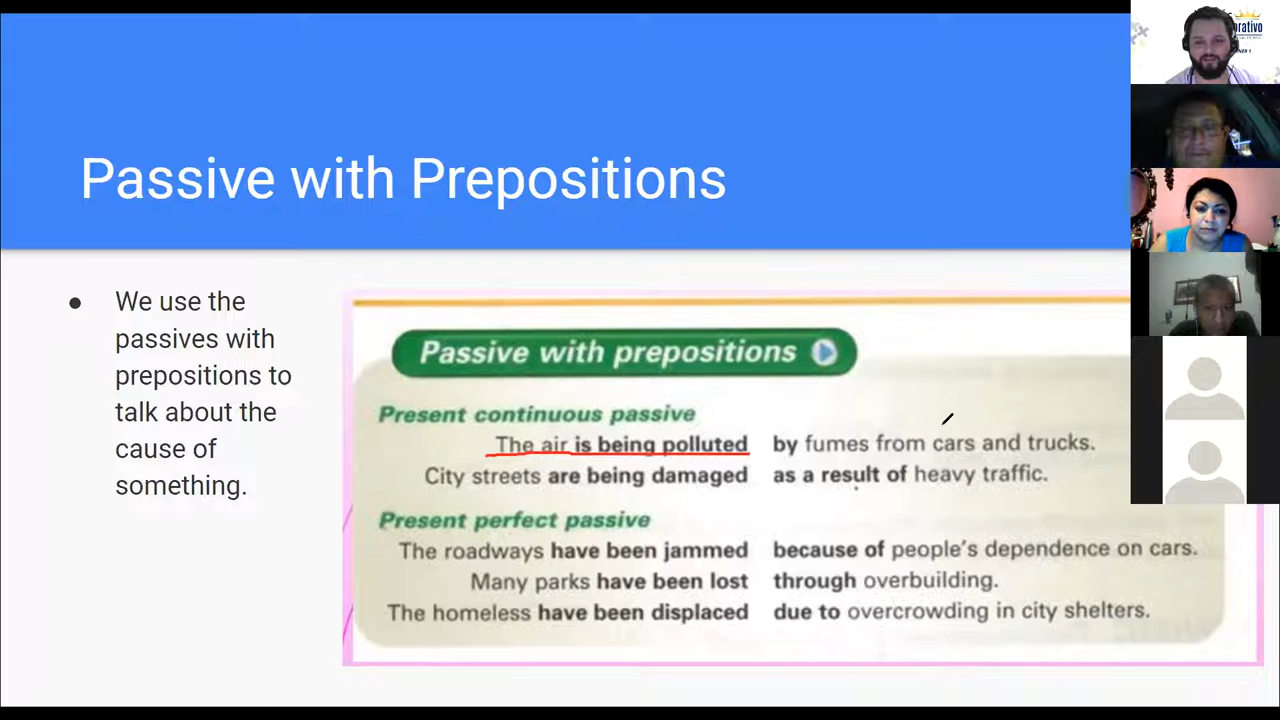 Passive with Prepositions
● We use the
passives with
prepositions to
talk about the
cause of
something.
Passive with prepositions
Present continuous passive
The air is being polluted by fumes from cars and trucks.
City streets are being damaged as a result of heavy traffic.
Present perfect passive
The roadways have been jammed because of people's dependence on cars.
Many parks have been lost through overbuilding.
The homeless have been displaced due to overcrowding in city shelters.